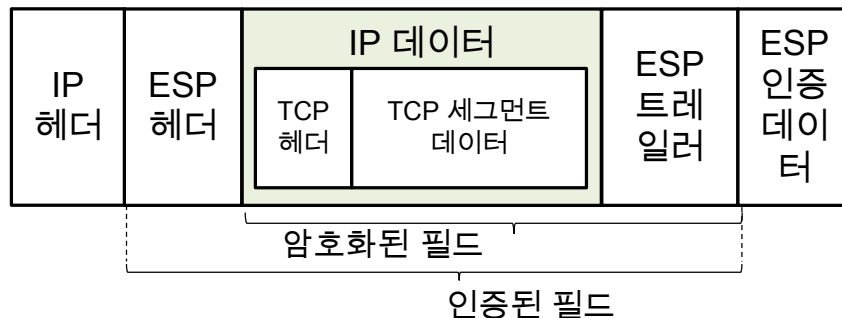 IP
헤더
ESP
헤더
IP 데이터
TCP
헤더
TCP 세그먼트
데이터
ESP
트레
일러
ESP
인증
데이
터
암호화된 필드
인증된 필드